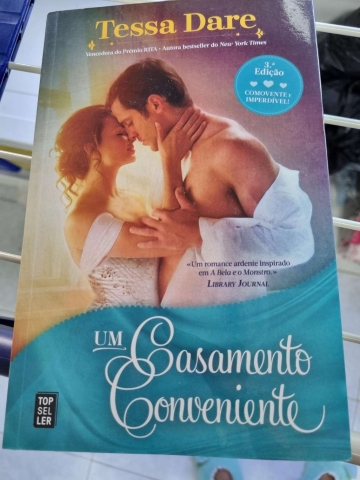 Tessa Dare
Vencedora do Prémio RITA • Autora bestseller do New York Times
3.ª
Edição
COMOVENTE E
IMPERDÍVEL!
«Um romance ardente inspirado
em A Bela e o Monstro.»
LIBRARY JOURNAL
UM Casamento
Conveniente
TOP
SEL
LER